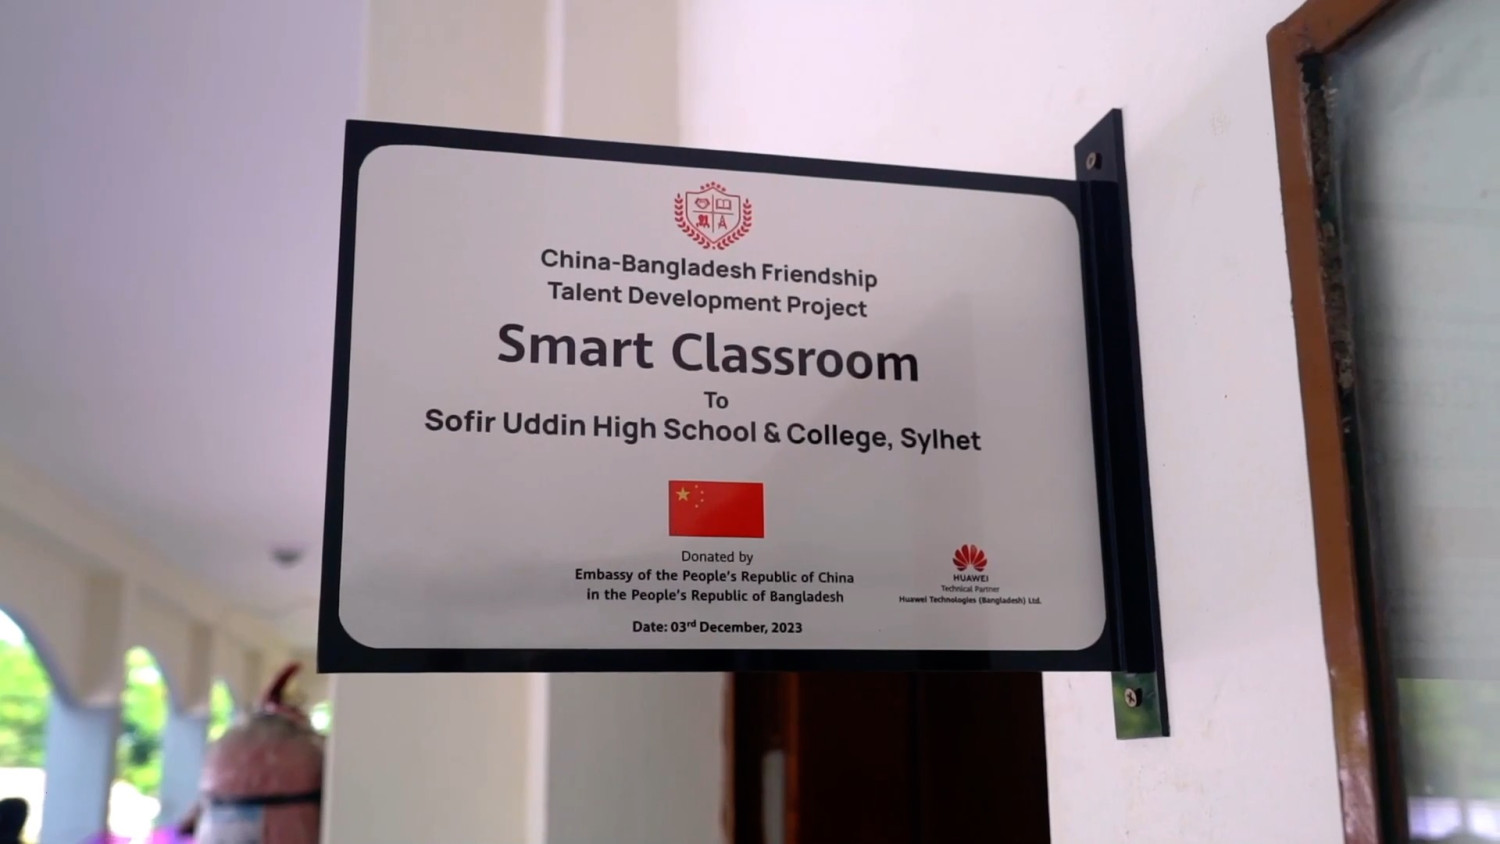 China-Bangladesh Friendship
Talent Development Project
Smart Classroom
To
Sofir Uddin High School & College, Sylhet
Donated by
Embassy of the People's Republic of China
in the People's Republic of Bangladesh
Date: 03rd December, 2023
HUAWEI
Technical Partner
Huawei Technologies (Bangladesh) Ltd.